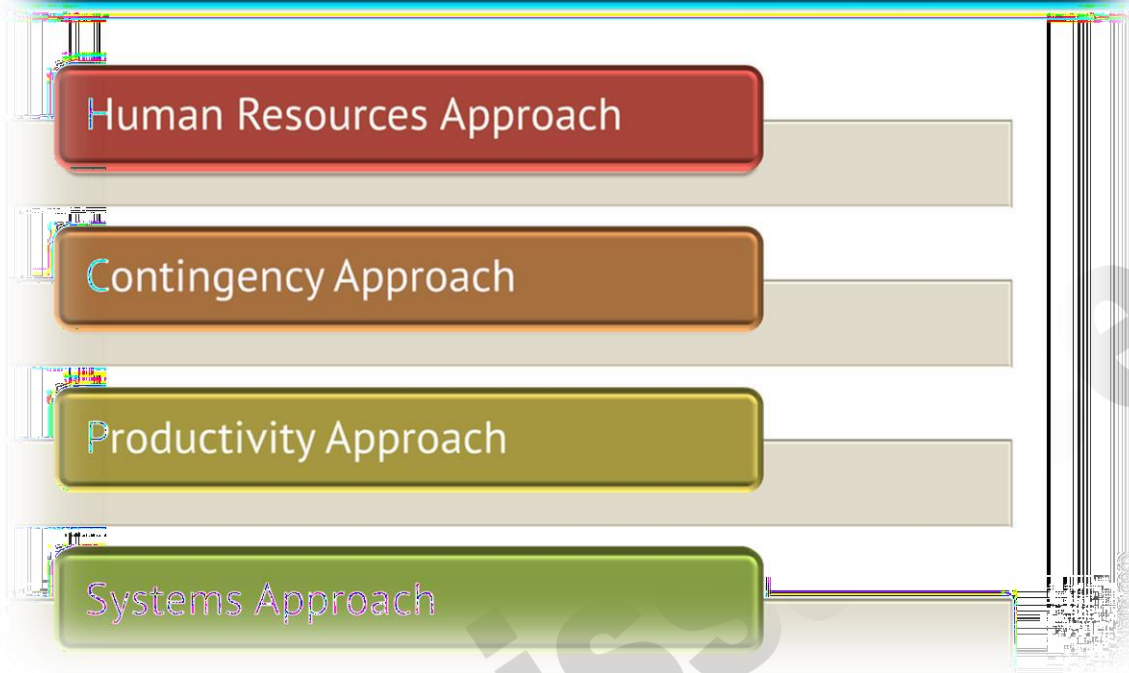 Human Resources Approach
Contingency Approach
Productivity Approach
Systems Approach